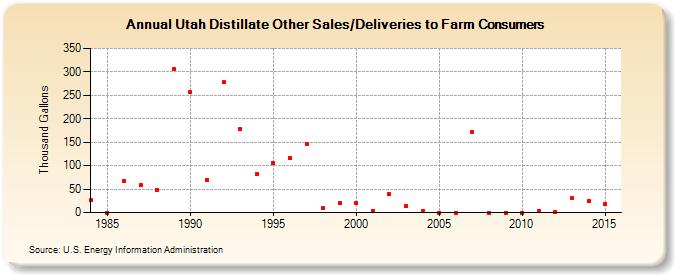 Annual Utah Distillate Other Sales/Deliveries to Farm Consumers
Thousand Gallons
350
300
250
200
150
100
50
0
1985 1990 1995 2000 2005 2010 2015
Source: U.S. Energy Information Administration